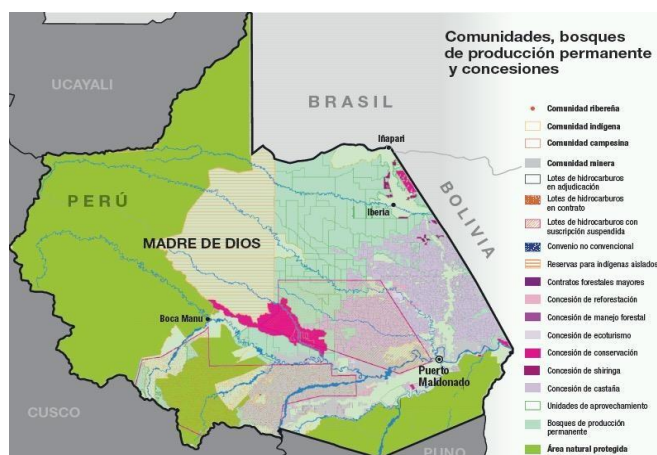 Comunidades, bosques
de producción permanente
y concesiones
UCAYALI
BRASIL
Iñapari
PERÚ
Iberia
BOLIVIA
MADRE DE DIOS
Boca Manú
Puerto
Maldonado
CUSCO
PUNO
Comunidad ribereña
Comunidad indígena
Comunidad campesina
Comunidad minera
Lotes de hidrocarburos
en adjudicación
Lotes de hidrocarburos
en contrato
Lotes de hidrocarburos con
suscripción suspendida
Convenio no convencional
Reservas para indígenas aislados
Contratos forestales mayores
Concesión de reforestación
Concesión de manejo forestal
Concesión de ecoturismo
Concesión de conservación
Concesión de shiringa
Concesión de castaña
Unidades de aprovechamiento
Bosques de producción
permanente
Área natural protegida